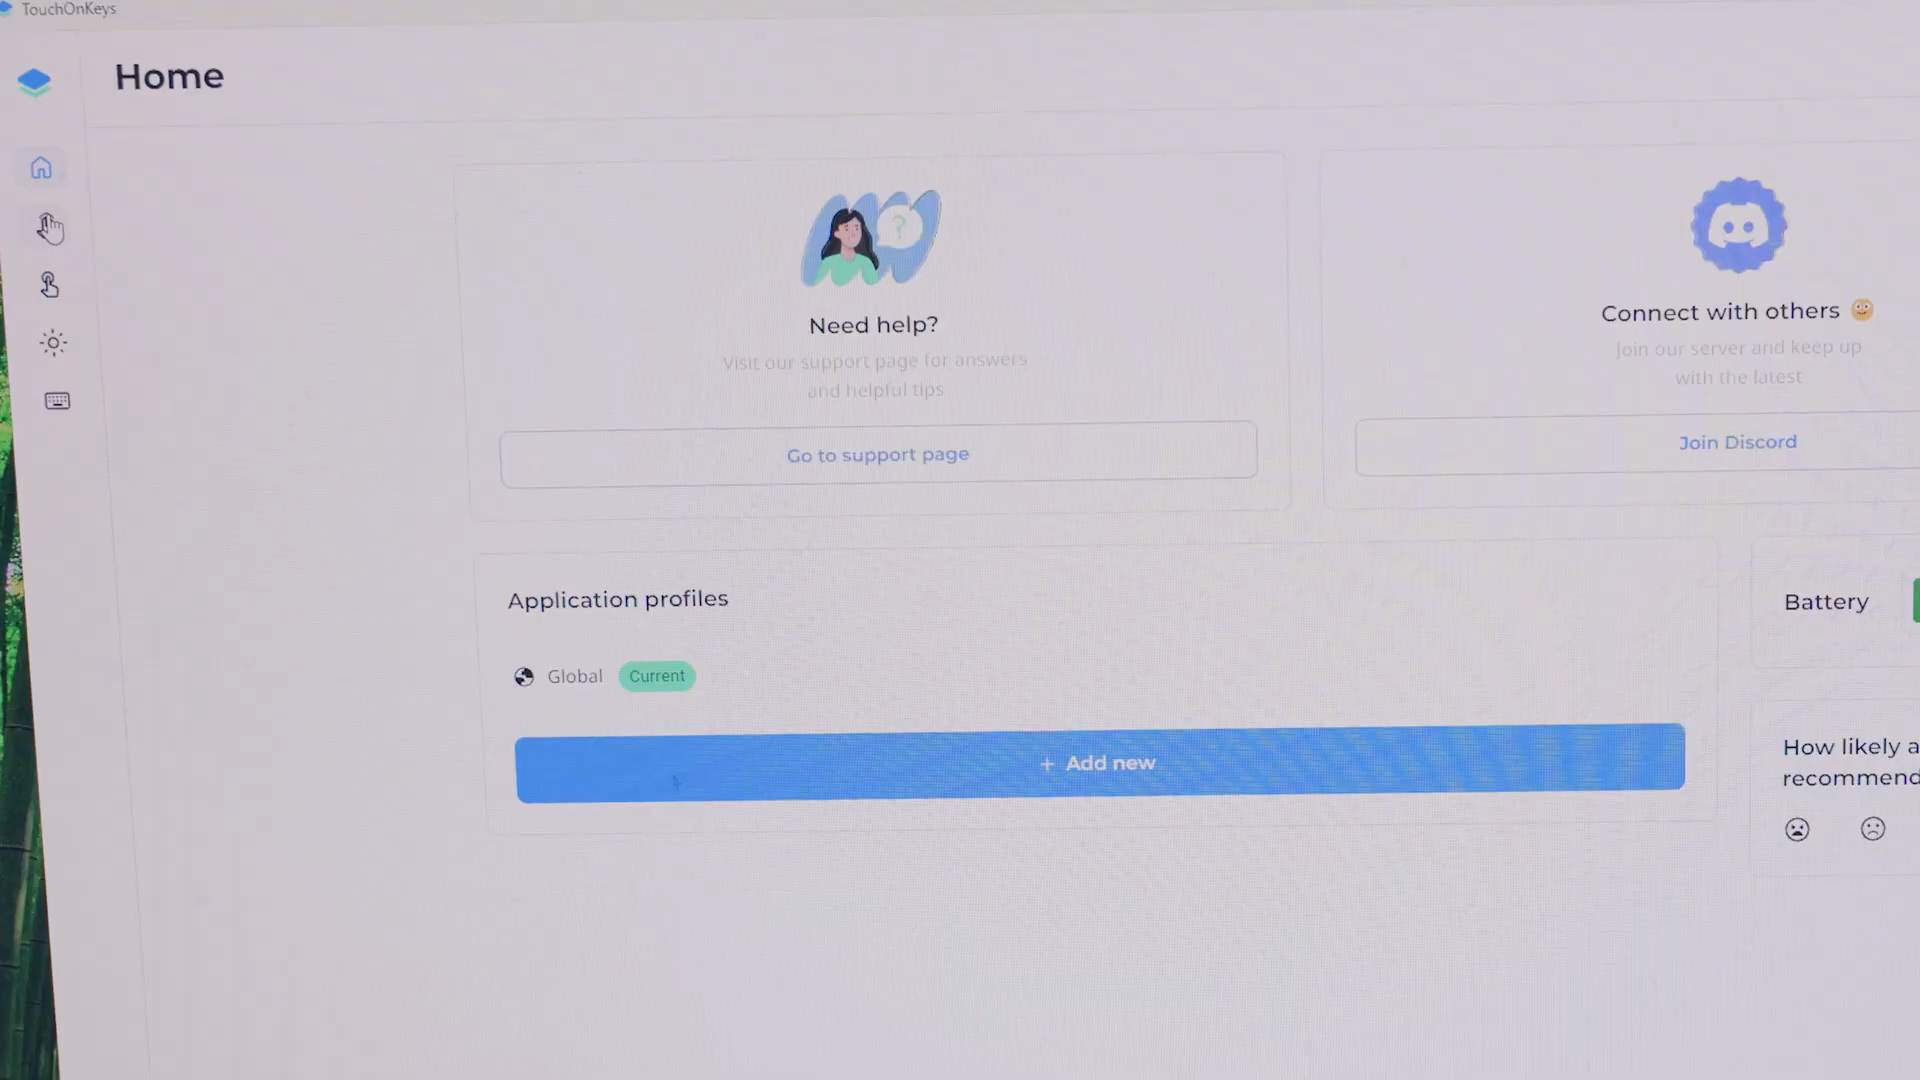 TouchOnKeys
Home
?
Need help?
Visit our support page for answers
and helpful tips
Go to support page
Connect with others
Join our server and keep up
with the latest
Join Discord
Application profiles
Global Current
+ Add new
Battery
How likely a
recommend